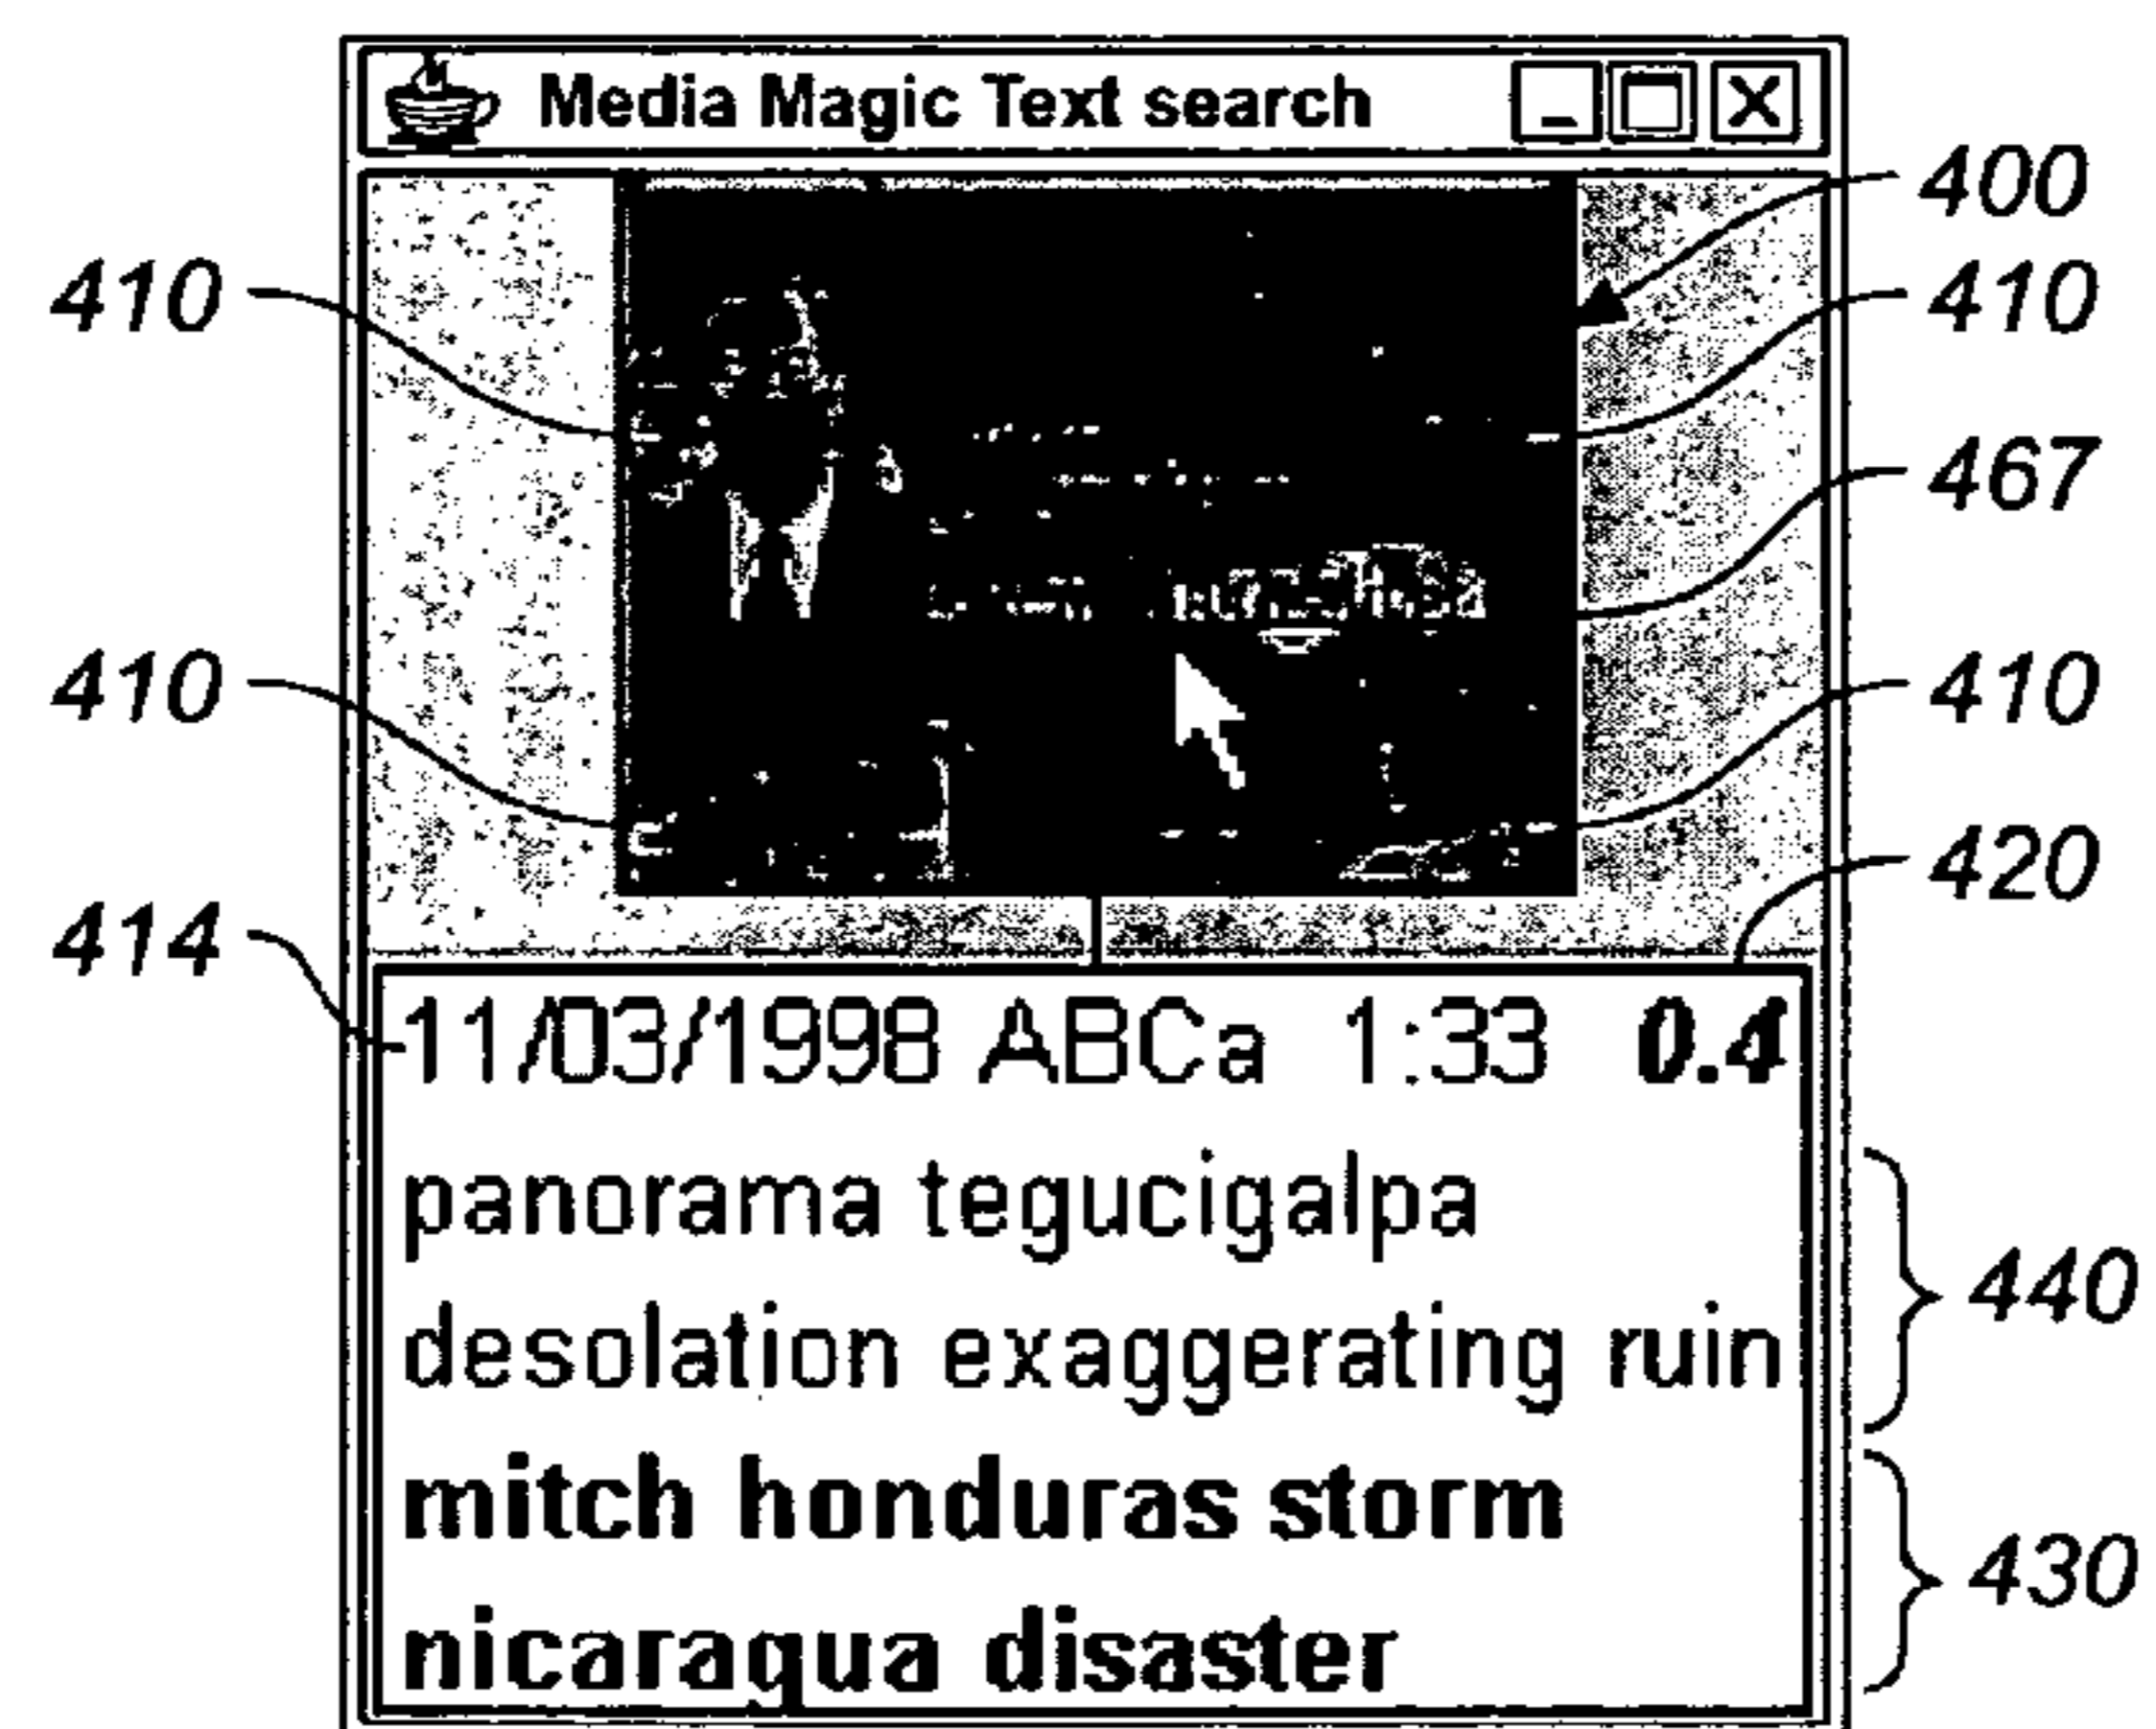 Media Magic Text search
400
410
410
467
410
410
420
414
11/03/1998 ABCa 1:33 0.4
panorama tegucigalpa
440
desolation exaggerating ruin
mitch honduras storm
430
nicaragua disaster